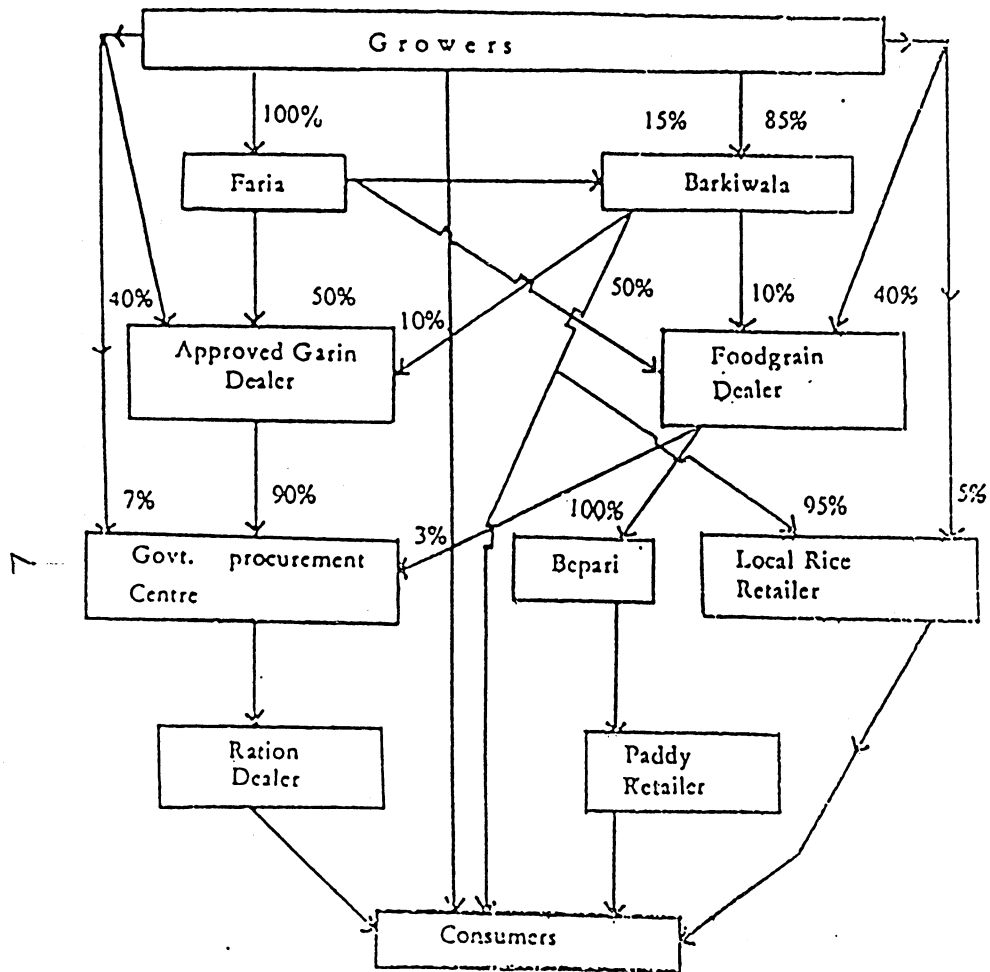 Growers
100%
15% 85%
Faria
Barkiwala
40% 50% 10% 50% 10% 40%
Approved Garin
Dealer
Foodgrain
Dealer
7% 90% 3% 100% 95% 5%
Govt. procurement
Centre
Bepari
Local Rice
Retailer
7
Ration
Dealer
Paddy
Retailer
Consumers